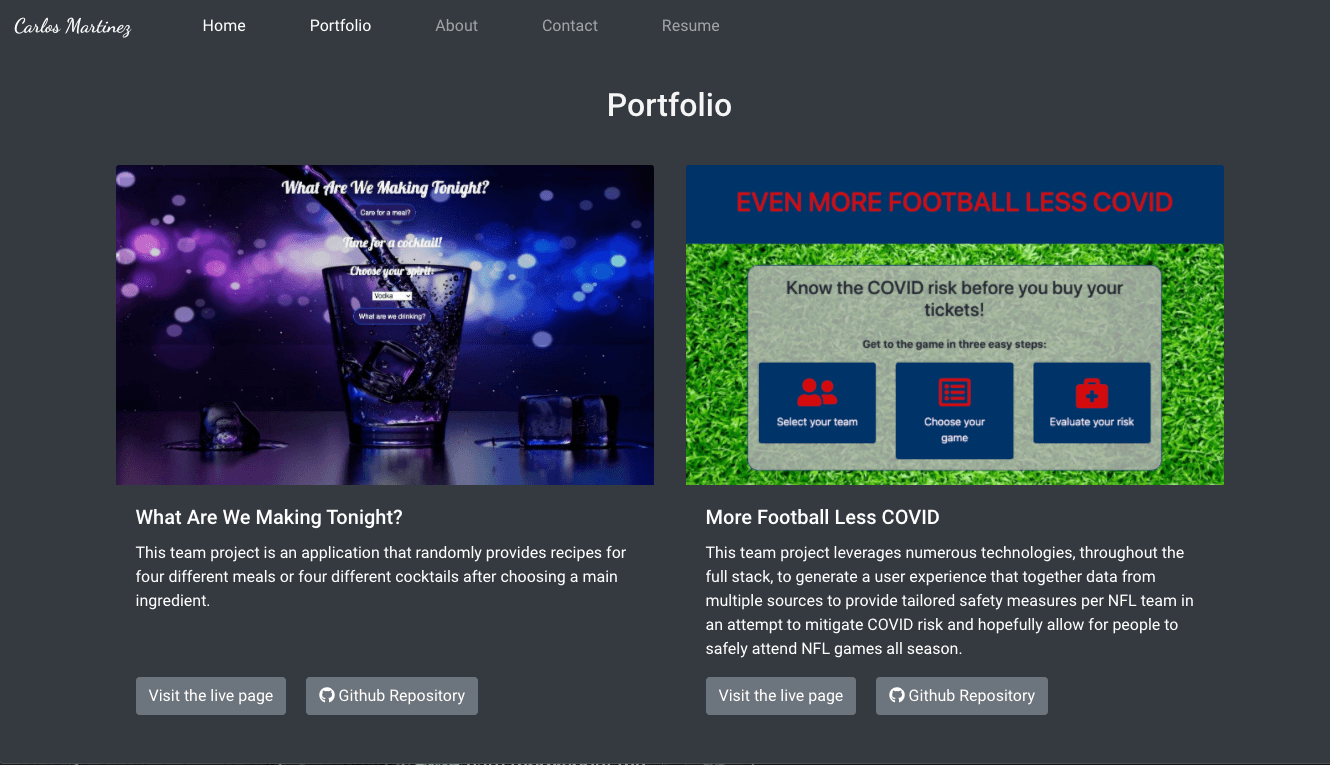 Carlos Martinez
Home Portfolio About Contact Resume
Portfolio
What Are We Making Tonight?
Care for a meal?
Time for a cocktail!
Choose your spirit:
Vodka
What are we drinking?
What Are We Making Tonight?
This team project is an application that randomly provides recipes for
four different meals or four different cocktails after choosing a main
ingredient.
Visit the live page Github Repository
EVEN MORE FOOTBALL LESS COVID
Know the COVID risk before you buy your
tickets!
Get to the game in three easy steps:
Select your team
Choose your
game
Evaluate your risk
More Football Less COVID
This team project leverages numerous technologies, throughout the
full stack, to generate a user experience that together data from
multiple sources to provide tailored safety measures per NFL team in
an attempt to mitigate COVID risk and hopefully allow for people to
safely attend NFL games all season.
Visit the live page Github Repository